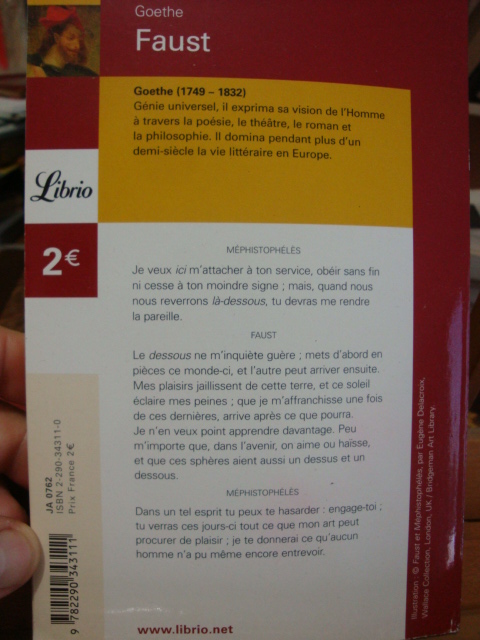 Goethe
Faust
Goethe (1749 – 1832)
Génie universel, il exprima sa vision de l'Homme
à travers la poésie, le théâtre, le roman et
la philosophie. Il domina pendant plus d'un
demi-siècle la vie littéraire en Europe.
Librio
2€
MÉPHISTOPHÉLÈS
Je veux ici m'attacher à ton service, obéir sans fin
ni cesse à ton moindre signe ; mais, quand nous
nous reverrons là-dessous, tu devras me rendre
la pareille.
FAUST
Le dessous ne m'inquiète guère ; mets d'abord en
pièces ce monde-ci, et l'autre peut arriver ensuite.
Mes plaisirs jaillissent de cette terre, et ce soleil
éclaire mes peines ; que je m'affranchisse une fois
de ces dernières, arrive après ce que pourra.
Je n'en veux point apprendre davantage. Peu
m'importe que, dans l'avenir, on aime ou haïsse,
et que ces sphères aient aussi un dessus et un
dessous.
MÉPHISTOPHÉLÈS
Dans un tel esprit tu peux te hasarder : engage-toi ;
tu verras ces jours-ci tout ce que mon art peut
procurer de plaisir ; je te donnerai ce qu'aucun
homme n'a pu même encore entrevoir.
www.librio.net
JA 0762
ISBN 2-290-34311-0
Prix France 2 €
9 782290 343111
Illustration : © Faust et Méphistophélès, par Eugène Delacroix,
Wallace Collection, London, UK / Bridgeman Art Library.